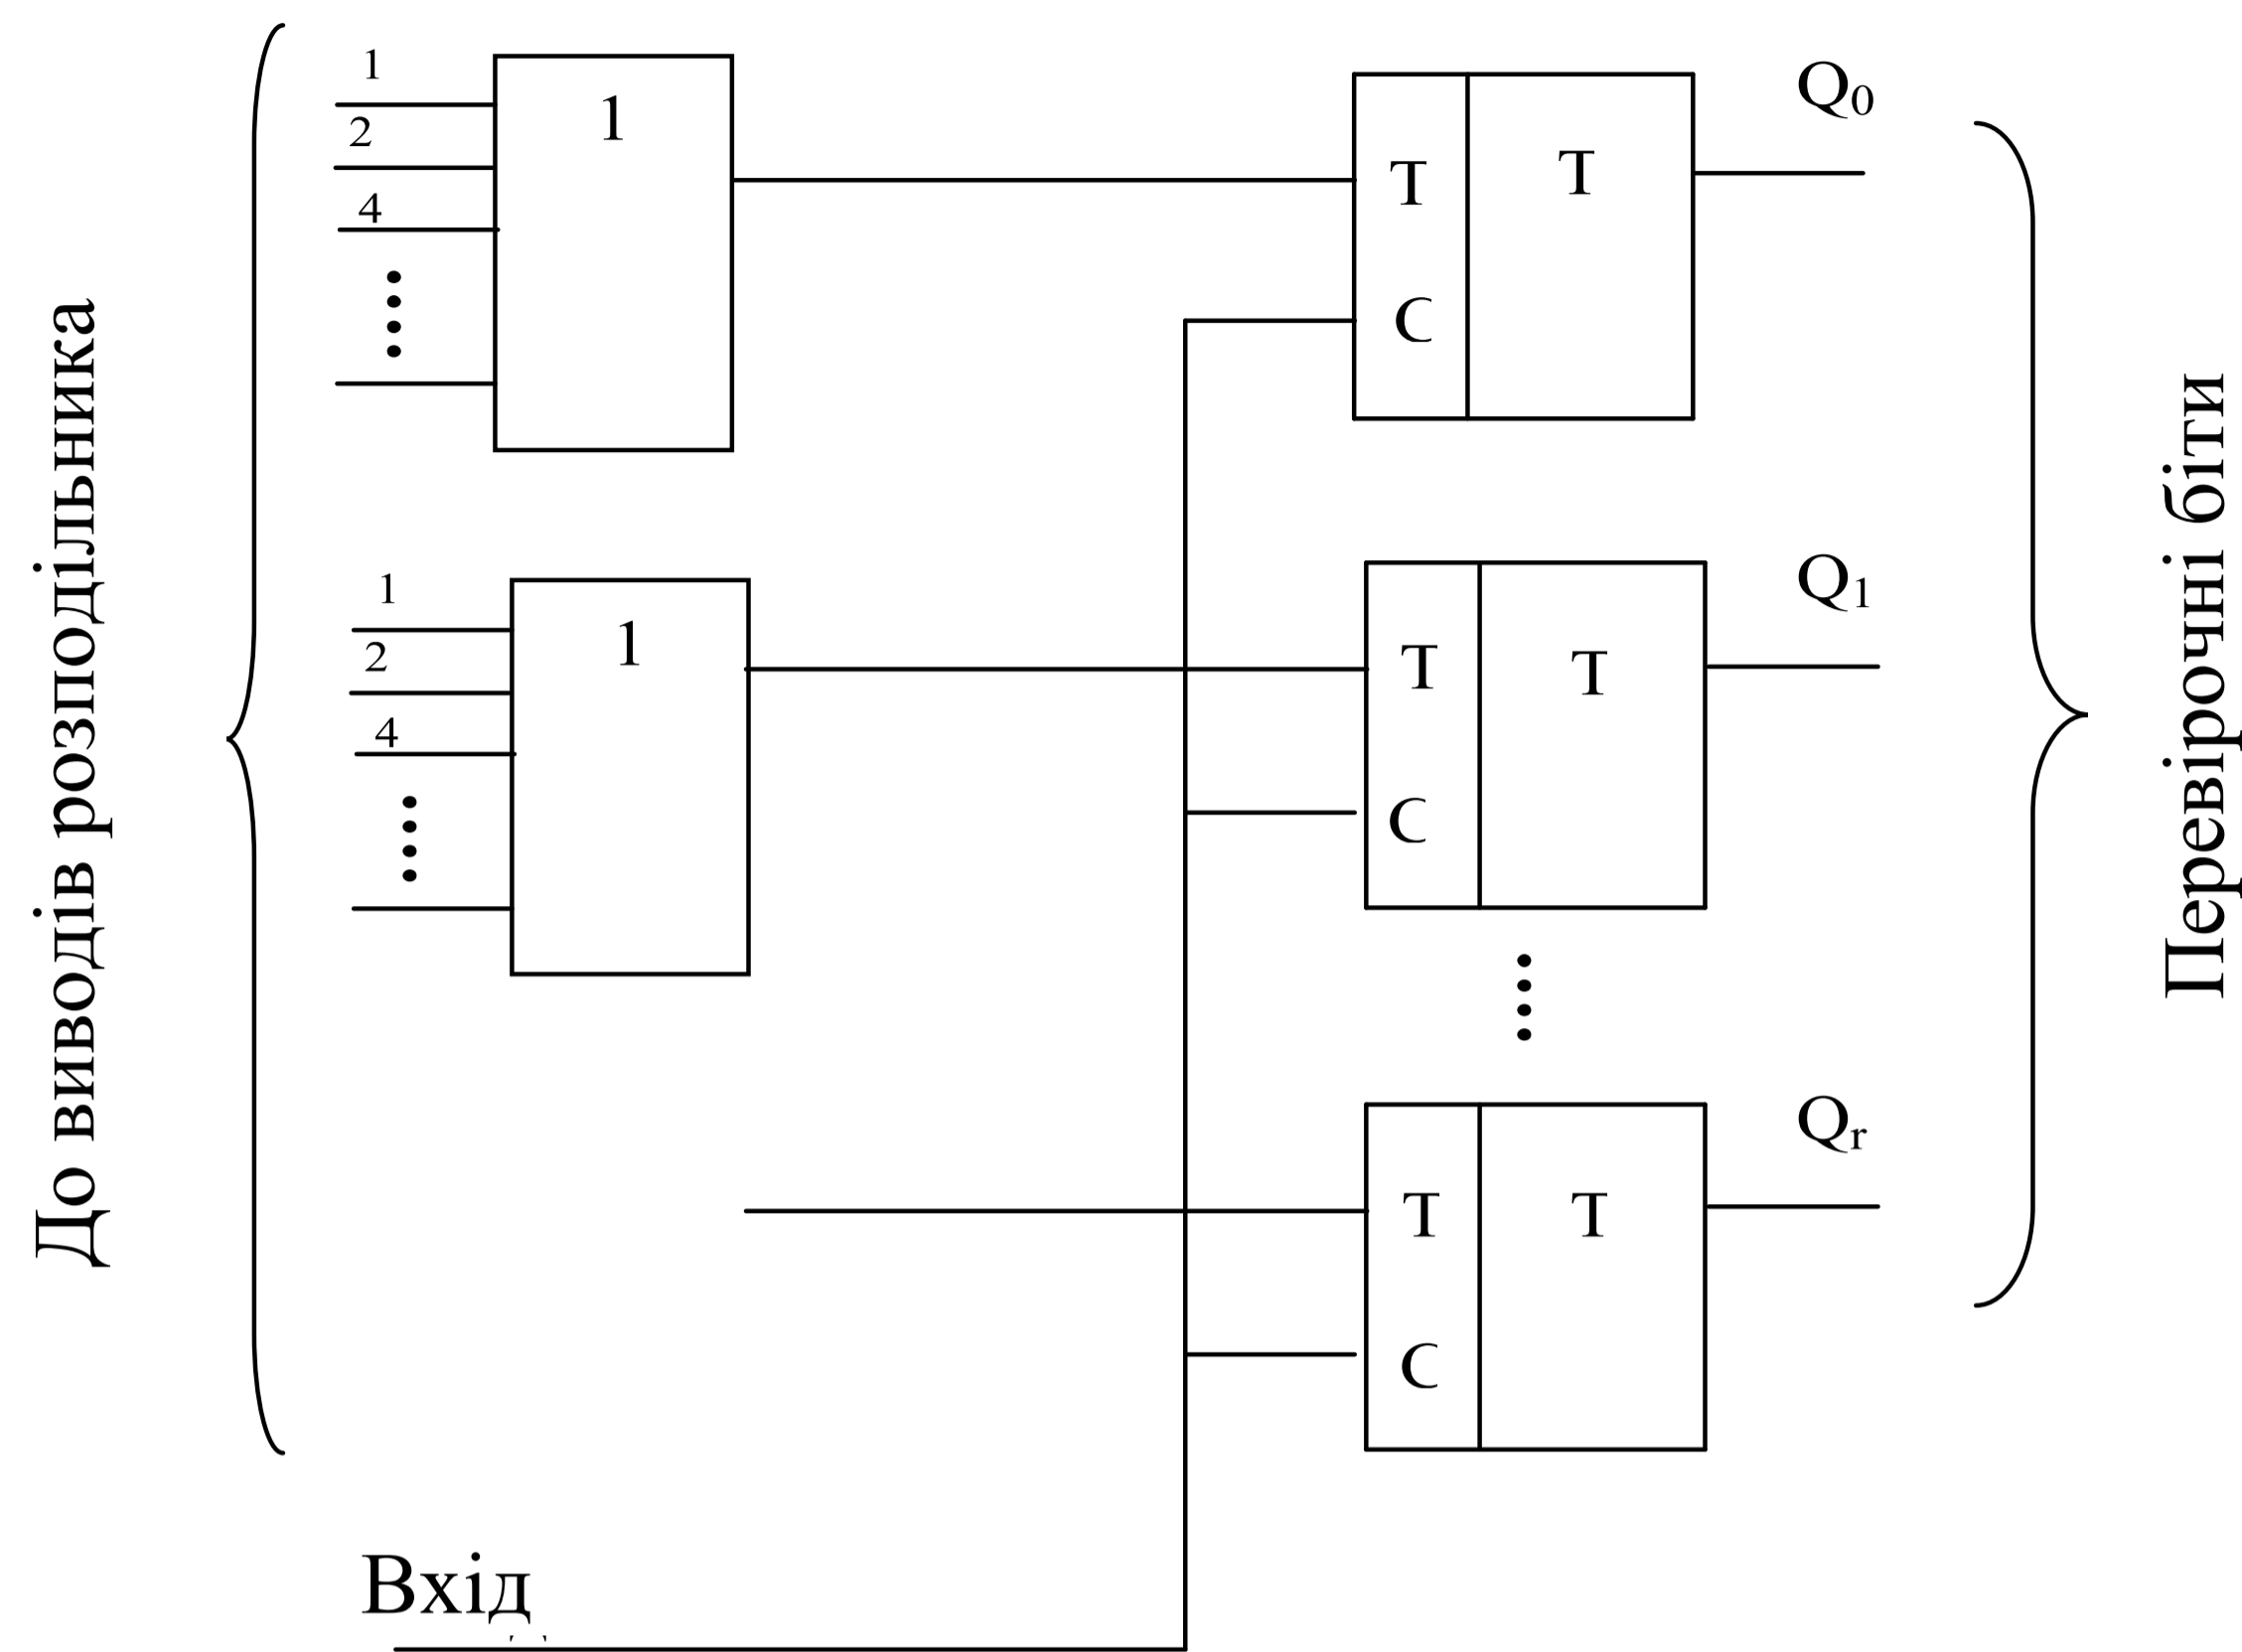 До виводів розподільника
1
2
4
1
T
C
T
Q0
1
2
4
1
T
C
T
Q1
T
C
T
Qr
Перевірочні біти
Вхід